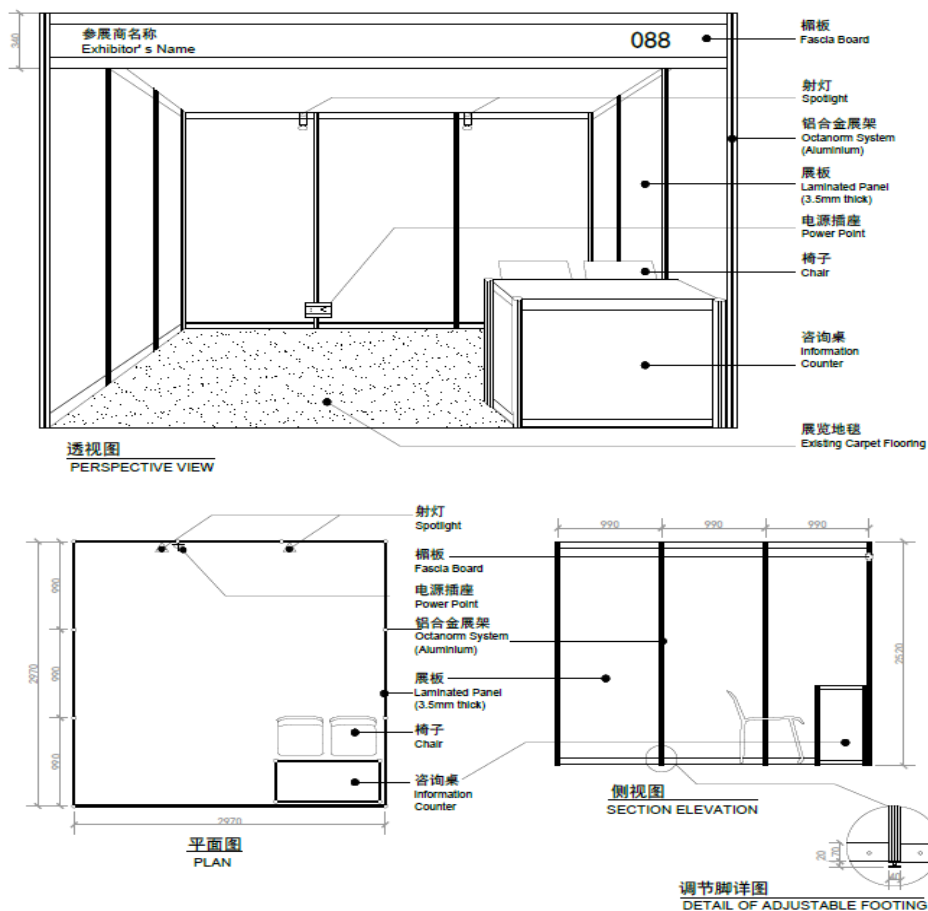 340
参展商名称
Exhibitor's Name
088
楣板
Fascia Board
射灯
Spotlight
铝合金展架
Octanorm System
(Aluminium)
展板
Laminated Panel
(3.5mm thick)
电源插座
Power Point
椅子
Chair
咨询桌
Information
Counter
展览地毯
Existing Carpet Flooring
透视图
PERSPECTIVE VIEW
射灯
Spotlight
楣板
Fascia Board
电源插座
Power Point
铝合金展架
Octanorm System
(Aluminium)
展板
Laminated Panel
(3.5mm thick)
椅子
Chair
咨询桌
Information
Counter
2970
990
990
990
2970
平面图
PLAN
990
990
990
2520
侧视图
SECTION ELEVATION
20
70
调节脚详图
DETAIL OF ADJUSTABLE FOOTING